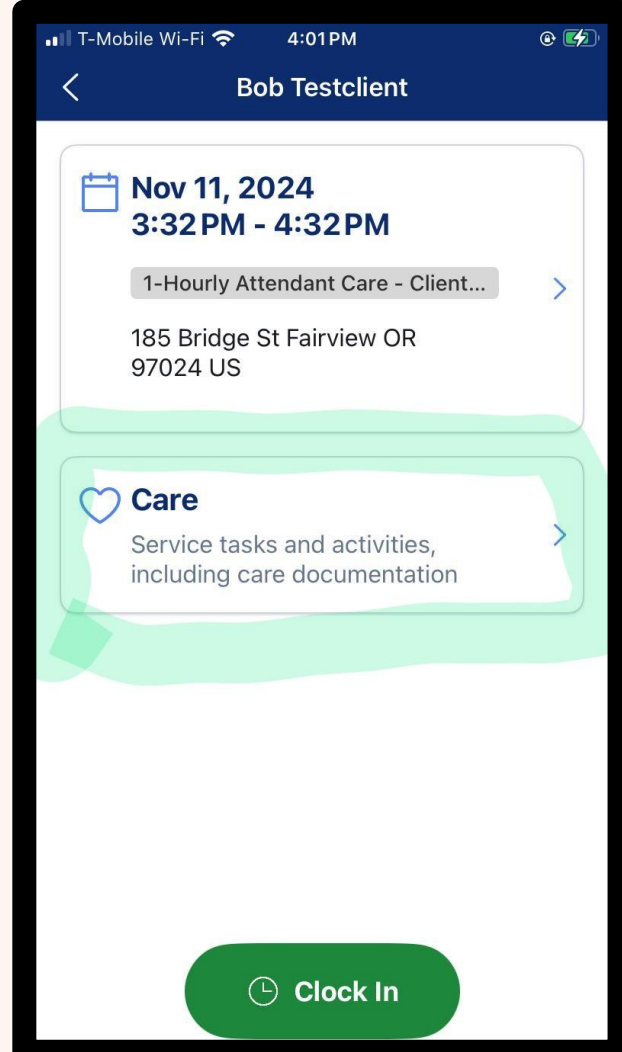 T-Mobile Wi-Fi 4:01 PM
Bob Testclient
Nov 11, 2024
3:32 PM - 4:32 PM
1-Hourly Attendant Care - Client...
185 Bridge St Fairview OR
97024 US
Care
Service tasks and activities,
including care documentation
Clock In